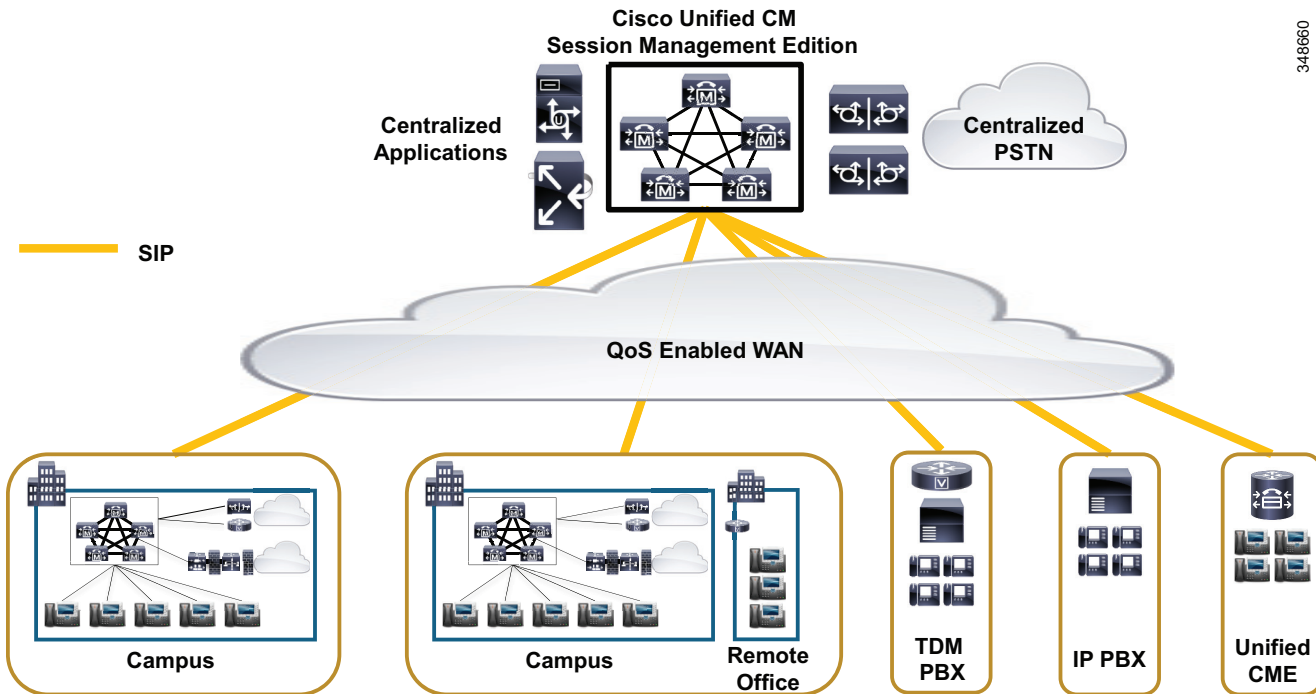 Cisco Unified CM
Session Management Edition
348660
Centralized
Applications
Centralized
PSTN
SIP
QoS Enabled WAN
Campus
Campus
Remote
Office
TDM
PBX
IP PBX
Unified
CME
M
M
M
M
M
U
V